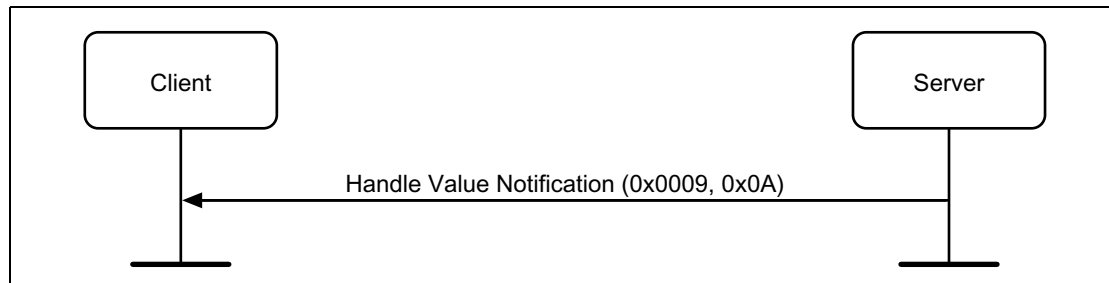 Client
Server
Handle Value Notification (0x0009, 0x0A)